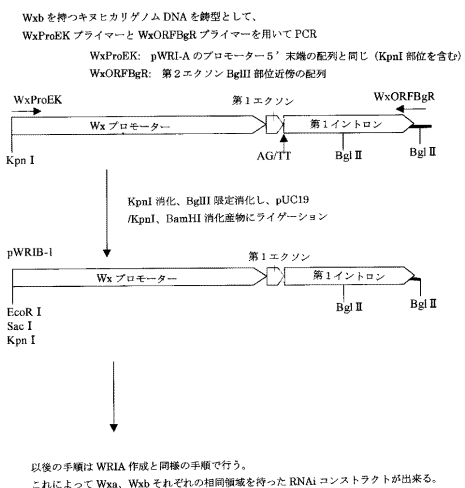 Wxb を持つキヌヒカリゲノム DNA を鋳型として、
WxProEK プライマーと WxORFBgR プライマーを用いて PCR
WxProEK: pWRI-A のプロモーター5'末端の配列と同じ（KpnI 部位を含む）
WxORFBgR: 第2エクソン BglII 部位近傍の配列
WxProEK
第1エクソン
WxORFBgR
Wx プロモーター
第1イントロン
Kpn I
AG/TT
Bgl II
Bgl II
KpnI 消化、BglII 限定消化し、pUC19
/KpnI、BamHI 消化産物にライゲーション
pWRIB-1
第1エクソン
Wx プロモーター
第1イントロン
EcoR I
Sac I
Kpn I
Bgl II
Bgl II
以後の手順は WRIA 作成と同様の手順で行う。
これによって Wxa、Wxb それぞれの相同領域を待った RNAi コンストラクトが出来る。